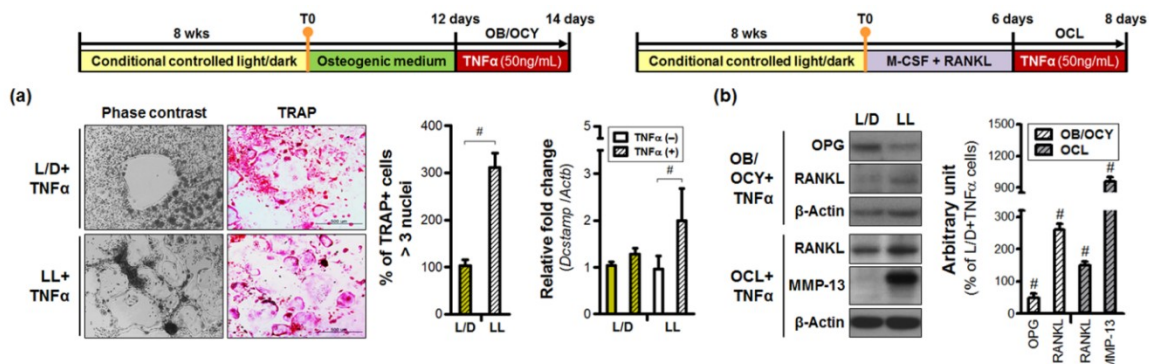 T0
12 days
14 days
8 wks
OB/OCY
Conditional controlled light/dark
Osteogenic medium
TNFα (50ng/mL)
T0
6 days
8 days
8 wks
OCL
Conditional controlled light/dark
M-CSF + RANKL
TNFα (50ng/mL)
(a)
Phase contrast
TRAP
L/D+
TNFα
LL+
TNFα
% of TRAP+ cells
> 3 nuclei
400
300
200
100
0
#
L/D
LL
Relative fold change
(Dcstamp /Actb)
5
4
3
2
1
0
TNFα (−)
TNFα (+)
#
L/D
LL
(b)
L/D
LL
OB/
OCY+
TNFα
OPG
RANKL
β-Actin
OCL+
TNFα
RANKL
MMP-13
β-Actin
Arbitrary unit
(% of L/D+TNFα cells)
1500
1200
900
300
200
100
0
OB/OCY
OCL
#
#
#
#
OPG
RANKL
RANKL
MMP-13